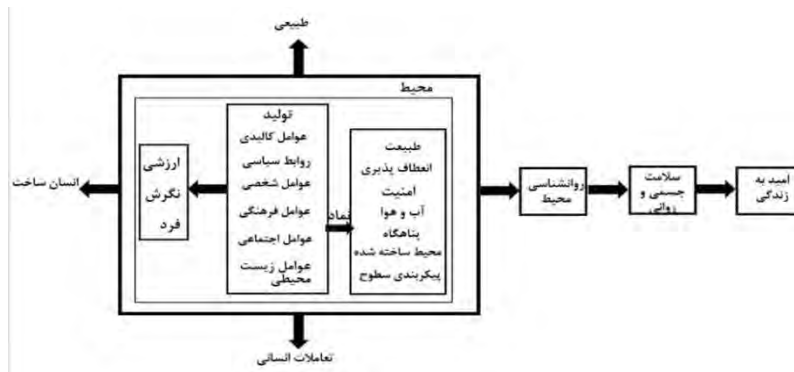 طبیعی
محیط
تولید
عوامل کالبدی
روابط سیاسی
عوامل شخصی
عوامل فرهنگی
عوامل اجتماعی
عوامل زیست
محیطی
ارزشی
نگرش
فرد
انسان ساخت
نماد
طبیعت
انعطاف پذیری
امنیت
آب و هوا
پناهگاه
محیط ساخته شده
پیکربندی سطوح
روانشناسی
محیط
سلامت
جسمی و
روانی
امید به
زندگی
تعاملات انسانی